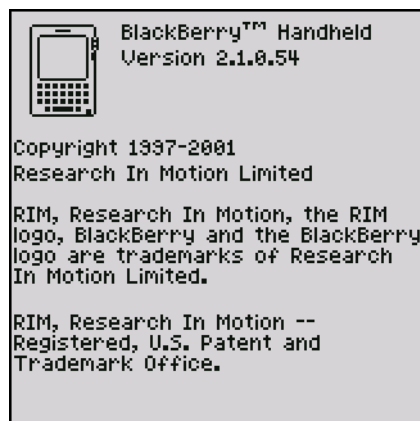 BlackBerry™ Handheld
Version 2.1.0.54
Copyright 1997-2001
Research In Motion Limited
RIM, Research In Motion, the RIM
logo, BlackBerry and the BlackBerry
logo are trademarks of Research
In Motion Limited.
RIM, Research In Motion --
Registered, U.S. Patent and
Trademark Office.